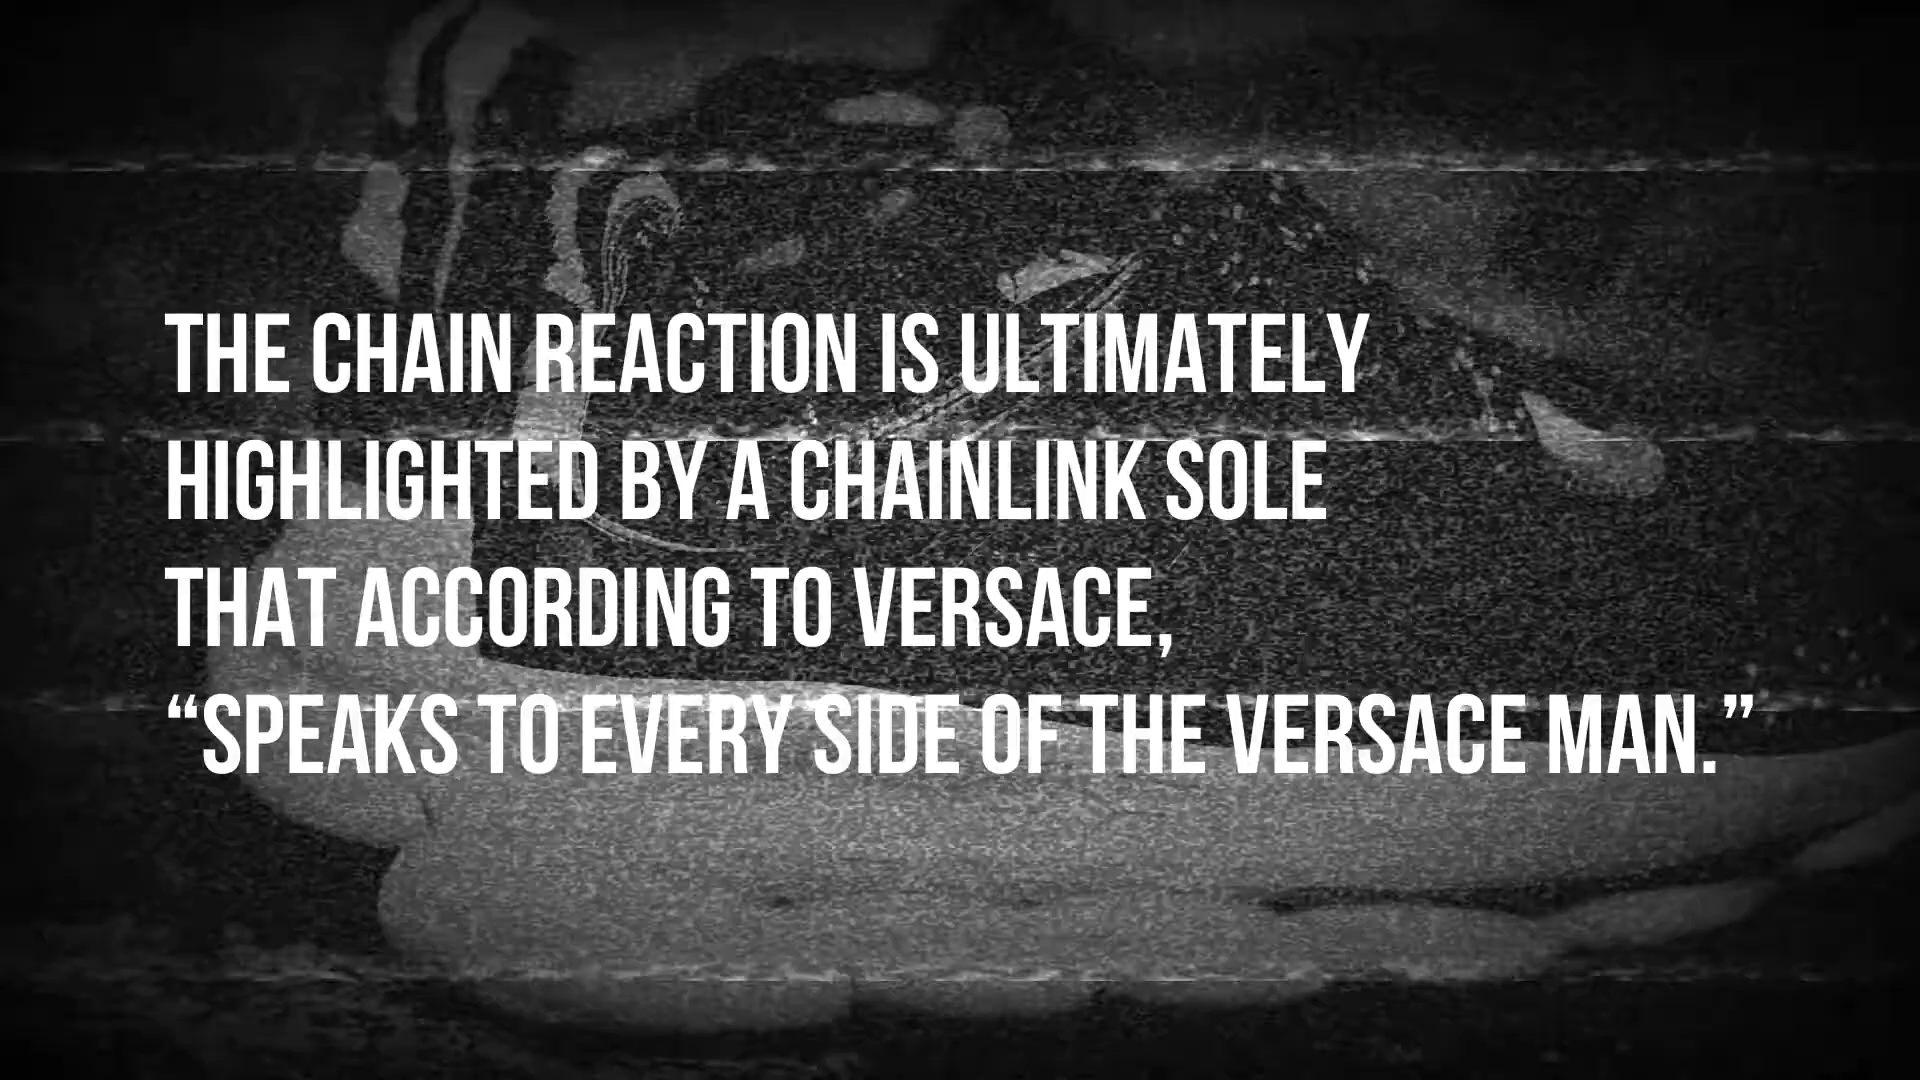 THE CHAIN REACTION IS ULTIMATELY
HIGHLIGHTED BY A CHAINLINK SOLE
THAT ACCORDING TO VERSACE,
“SPEAKS TO EVERY SIDE OF THE VERSACE MAN.”